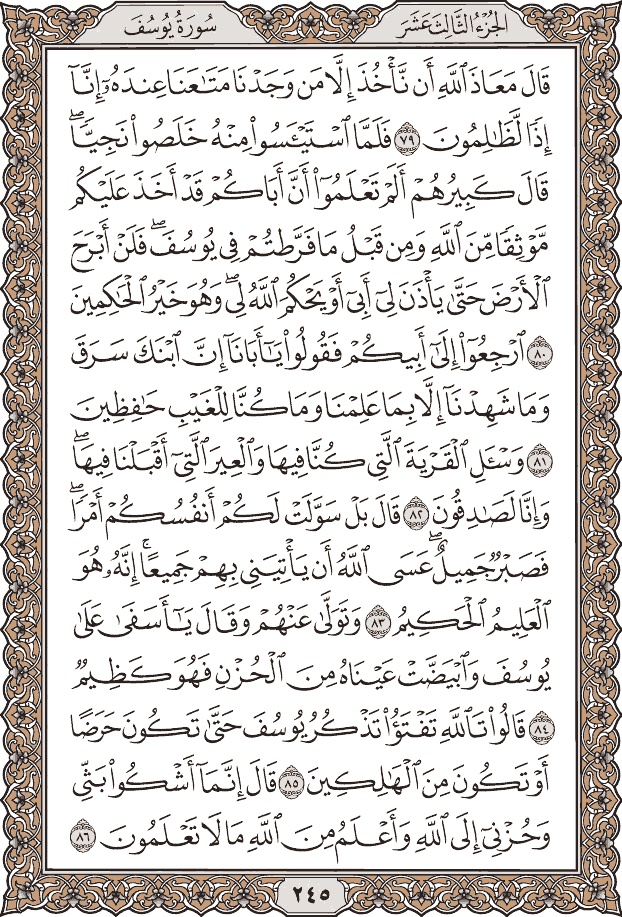 الجُزْءُ الثَّالِثَ عَشَرَ
سُورَةُ يُوسُفَ
قَالَ مَعَاذَ ٱللَّهِ أَن نَّأْخُذَ إِلَّا مَن وَجَدْنَا مَتَٰعَنَا عِندَهُۥٓ إِنَّآ
إِذًا لَّظَٰلِمُونَ ٧٩ فَلَمَّا ٱسْتَيْـَٔسُوا۟ مِنْهُ خَلَصُوا۟ نَجِيًّا ۖ
قَالَ كَبِيرُهُمْ أَلَمْ تَعْلَمُوٓا۟ أَنَّ أَبَاكُمْ قَدْ أَخَذَ عَلَيْكُم
مَّوْثِقًا مِّنَ ٱللَّهِ وَمِن قَبْلُ مَا فَرَّطتُمْ فِى يُوسُفَ ۖ فَلَنْ أَبْرَحَ
ٱلْأَرْضَ حَتَّىٰ يَأْذَنَ لِىٓ أَبِىٓ أَوْ يَحْكُمَ ٱللَّهُ لِى ۖ وَهُوَ خَيْرُ ٱلْحَٰكِمِينَ
٨٠ ٱرْجِعُوٓا۟ إِلَىٰٓ أَبِيكُمْ فَقُولُوا۟ يَٰٓأَبَانَآ إِنَّ ٱبْنَكَ سَرَقَ
وَمَا شَهِدْنَآ إِلَّا بِمَا عَلِمْنَا وَمَا كُنَّا لِلْغَيْبِ حَٰفِظِينَ
٨١ وَسْـَٔلِ ٱلْقَرْيَةَ ٱلَّتِى كُنَّا فِيهَا وَٱلْعِيرَ ٱلَّتِىٓ أَقْبَلْنَا فِيهَا ۖ
وَإِنَّا لَصَٰدِقُونَ ٨٢ قَالَ بَلْ سَوَّلَتْ لَكُمْ أَنفُسُكُمْ أَمْرًا ۖ
فَصَبْرٌ جَمِيلٌ ۖ عَسَى ٱللَّهُ أَن يَأْتِيَنِى بِهِمْ جَمِيعًا ۚ إِنَّهُۥ هُوَ
ٱلْعَلِيمُ ٱلْحَكِيمُ ٨٣ وَتَوَلَّىٰ عَنْهُمْ وَقَالَ يَٰٓأَسَفَىٰ عَلَىٰ
يُوسُفَ وَٱبْيَضَّتْ عَيْنَاهُ مِنَ ٱلْحُزْنِ فَهُوَ كَظِيمٌ
٨٤ قَالُوا۟ تَٱللَّهِ تَفْتَؤُا۟ تَذْكُرُ يُوسُفَ حَتَّىٰ تَكُونَ حَرَضًا
أَوْ تَكُونَ مِنَ ٱلْهَٰلِكِينَ ٨٥ قَالَ إِنَّمَآ أَشْكُوا۟ بَثِّى
وَحُزْنِىٓ إِلَى ٱللَّهِ وَأَعْلَمُ مِنَ ٱللَّهِ مَا لَا تَعْلَمُونَ ٨٦
٢٤٥